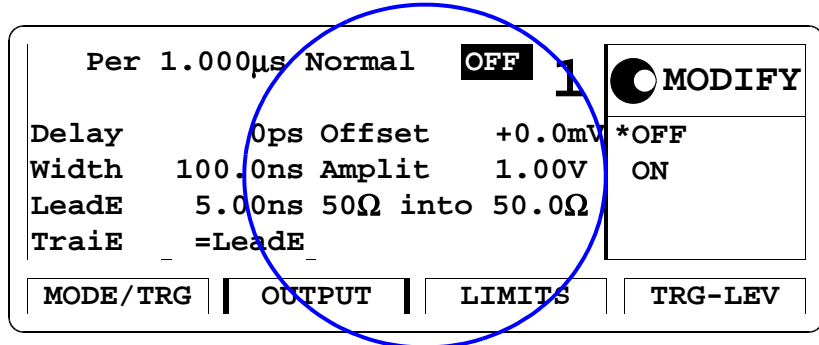 Per 1.000µs Normal OFF 1 MODIFY
Delay 0ps Offset +0.0mV *OFF
Width 100.0ns Amplit 1.00V ON
LeadE 5.00ns 50Ω into 50.0Ω
TraiE =LeadE
MODE/TRG OUTPUT LIMITS TRG-LEV